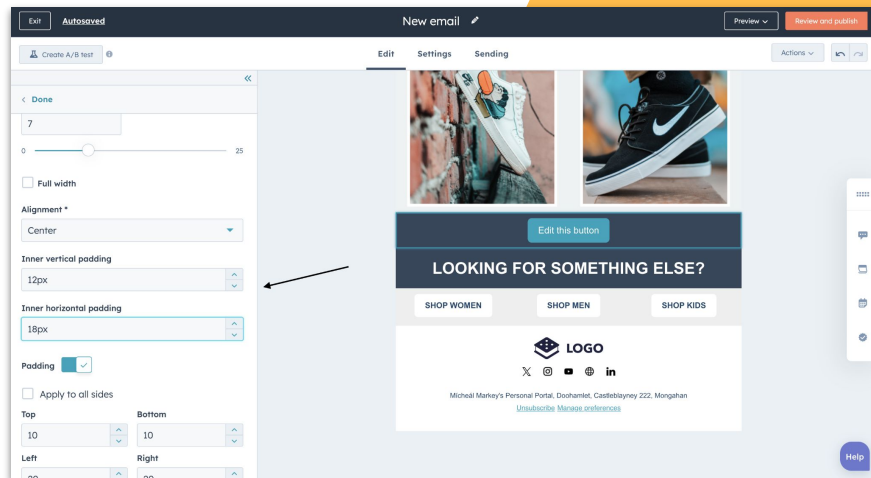 Exit Autosaved New email Preview Review and publish
Create A/B test Edit Settings Sending Actions
Done
7
0 25
Full width
Alignment *
Center
Inner vertical padding
12px
Inner horizontal padding
18px
Padding
Apply to all sides
Top Bottom
10 10
Left Right
20 20
Edit this button
LOOKING FOR SOMETHING ELSE?
SHOP WOMEN SHOP MEN SHOP KIDS
LOGO
Micheál Markey's Personal Portal, Doohamlet, Castleblayney 222, Mongahan
Unsubscribe Manage preferences
Help